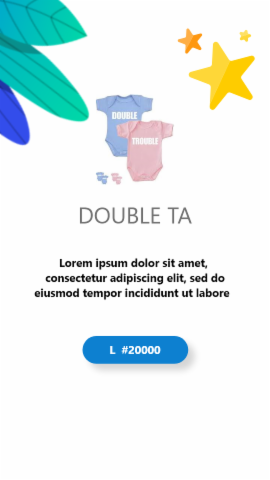 DOUBLE
TROUBLE
DOUBLE TA
Lorem ipsum dolor sit amet,
consectetur adipiscing elit, sed do
eiusmod tempor incididunt ut labore
L #20000